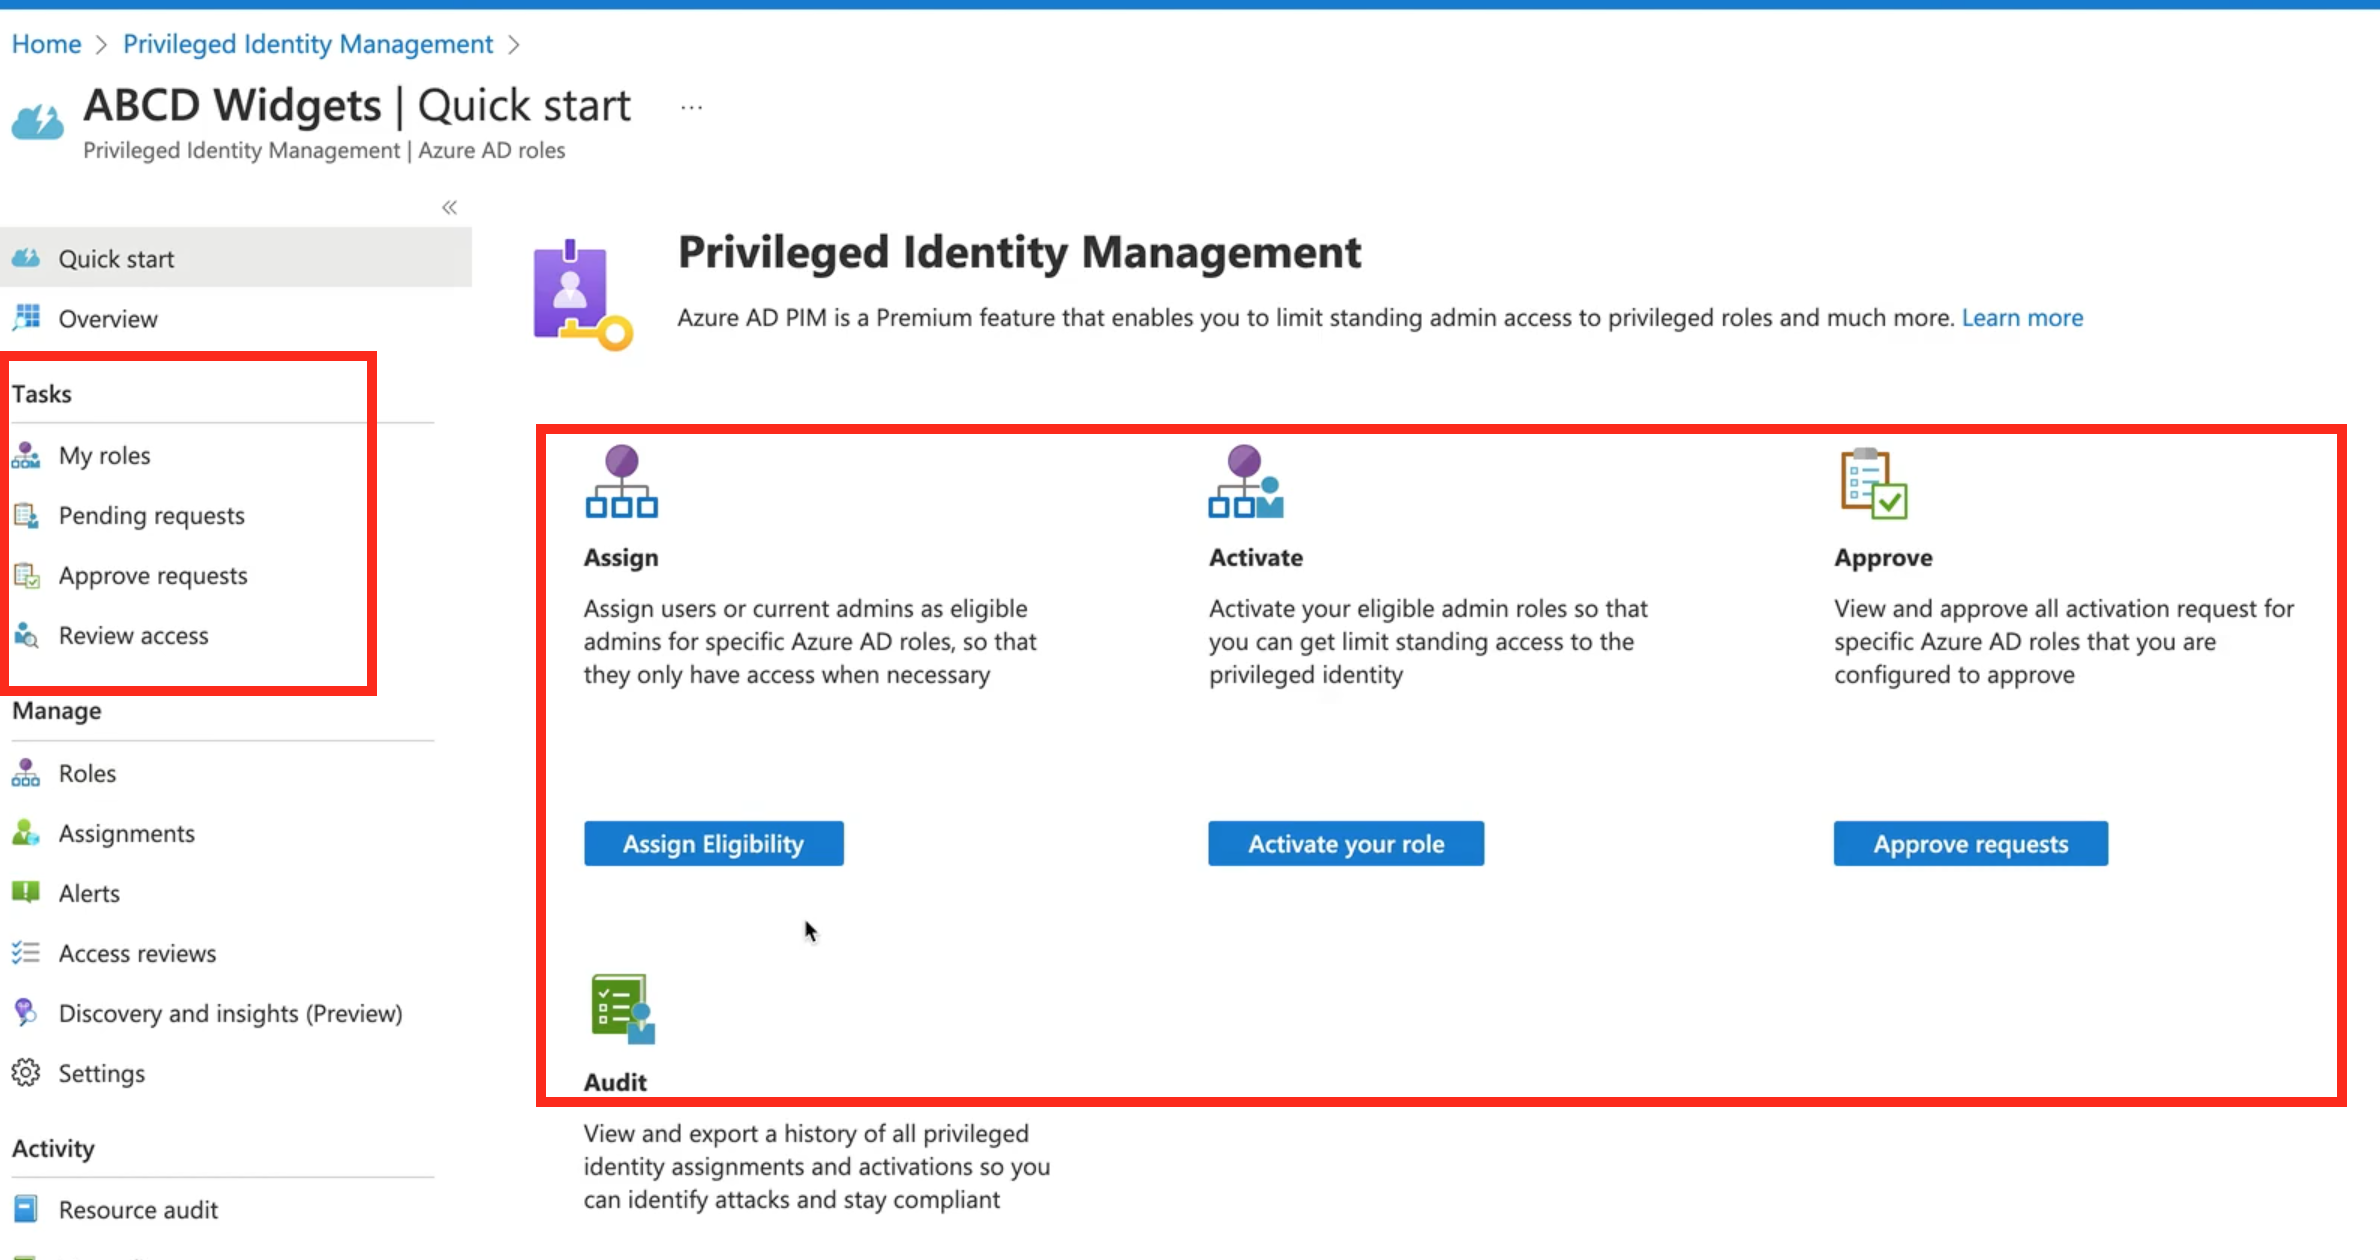 Home > Privileged Identity Management >
ABCD Widgets | Quick start ...
Privileged Identity Management | Azure AD roles
«
Quick start
Overview
Tasks
My roles
Pending requests
Approve requests
Review access
Manage
Roles
Assignments
Alerts
Access reviews
Discovery and insights (Preview)
Settings
Activity
Resource audit
Privileged Identity Management
Azure AD PIM is a Premium feature that enables you to limit standing admin access to privileged roles and much more. Learn more
Assign
Assign users or current admins as eligible
admins for specific Azure AD roles, so that
they only have access when necessary
Assign Eligibility
Activate
Activate your eligible admin roles so that
you can get limit standing access to the
privileged identity
Activate your role
Approve
View and approve all activation request for
specific Azure AD roles that you are
configured to approve
Approve requests
Audit
View and export a history of all privileged
identity assignments and activations so you
can identify attacks and stay compliant